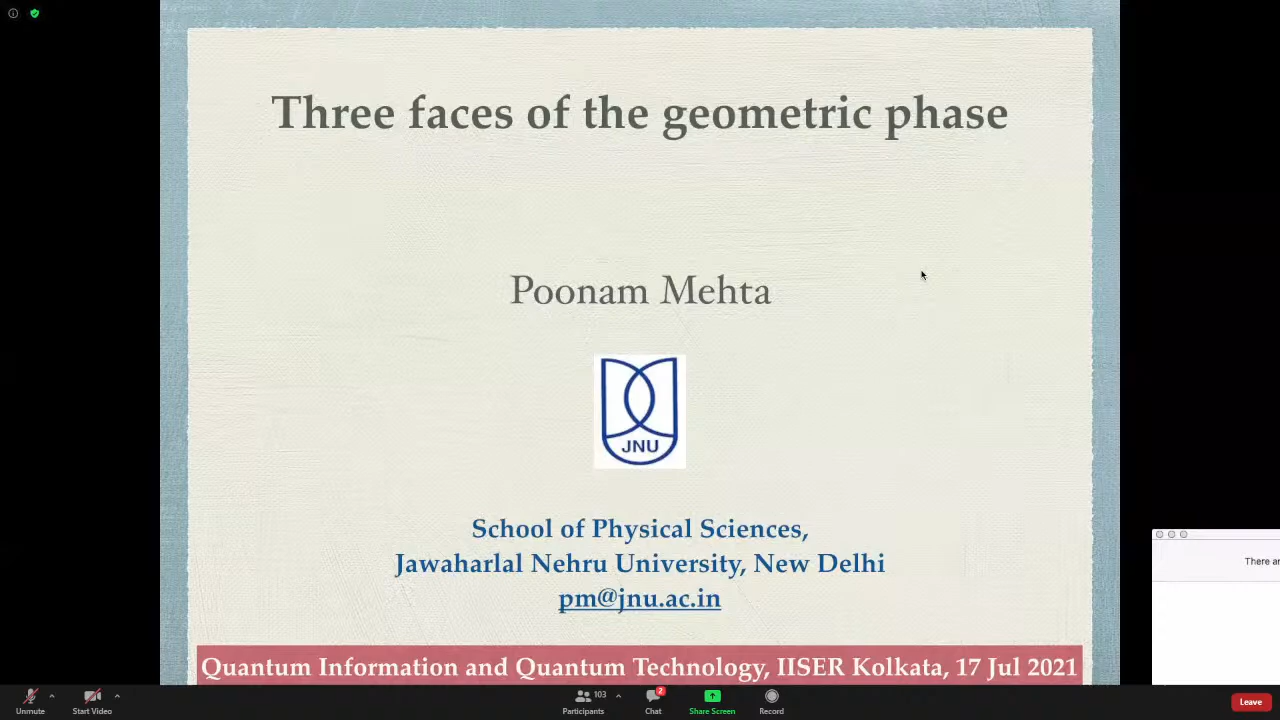 Three faces of the geometric phase
Poonam Mehta
JNU
School of Physical Sciences,
Jawaharlal Nehru University, New Delhi
pm@jnu.ac.in
Quantum Information and Quantum Technology, IISER Kolkata, 17 Jul 2021
There ar
Unmute
Start Video
103
Participants
2
Chat
Share Screen
Record
Leave